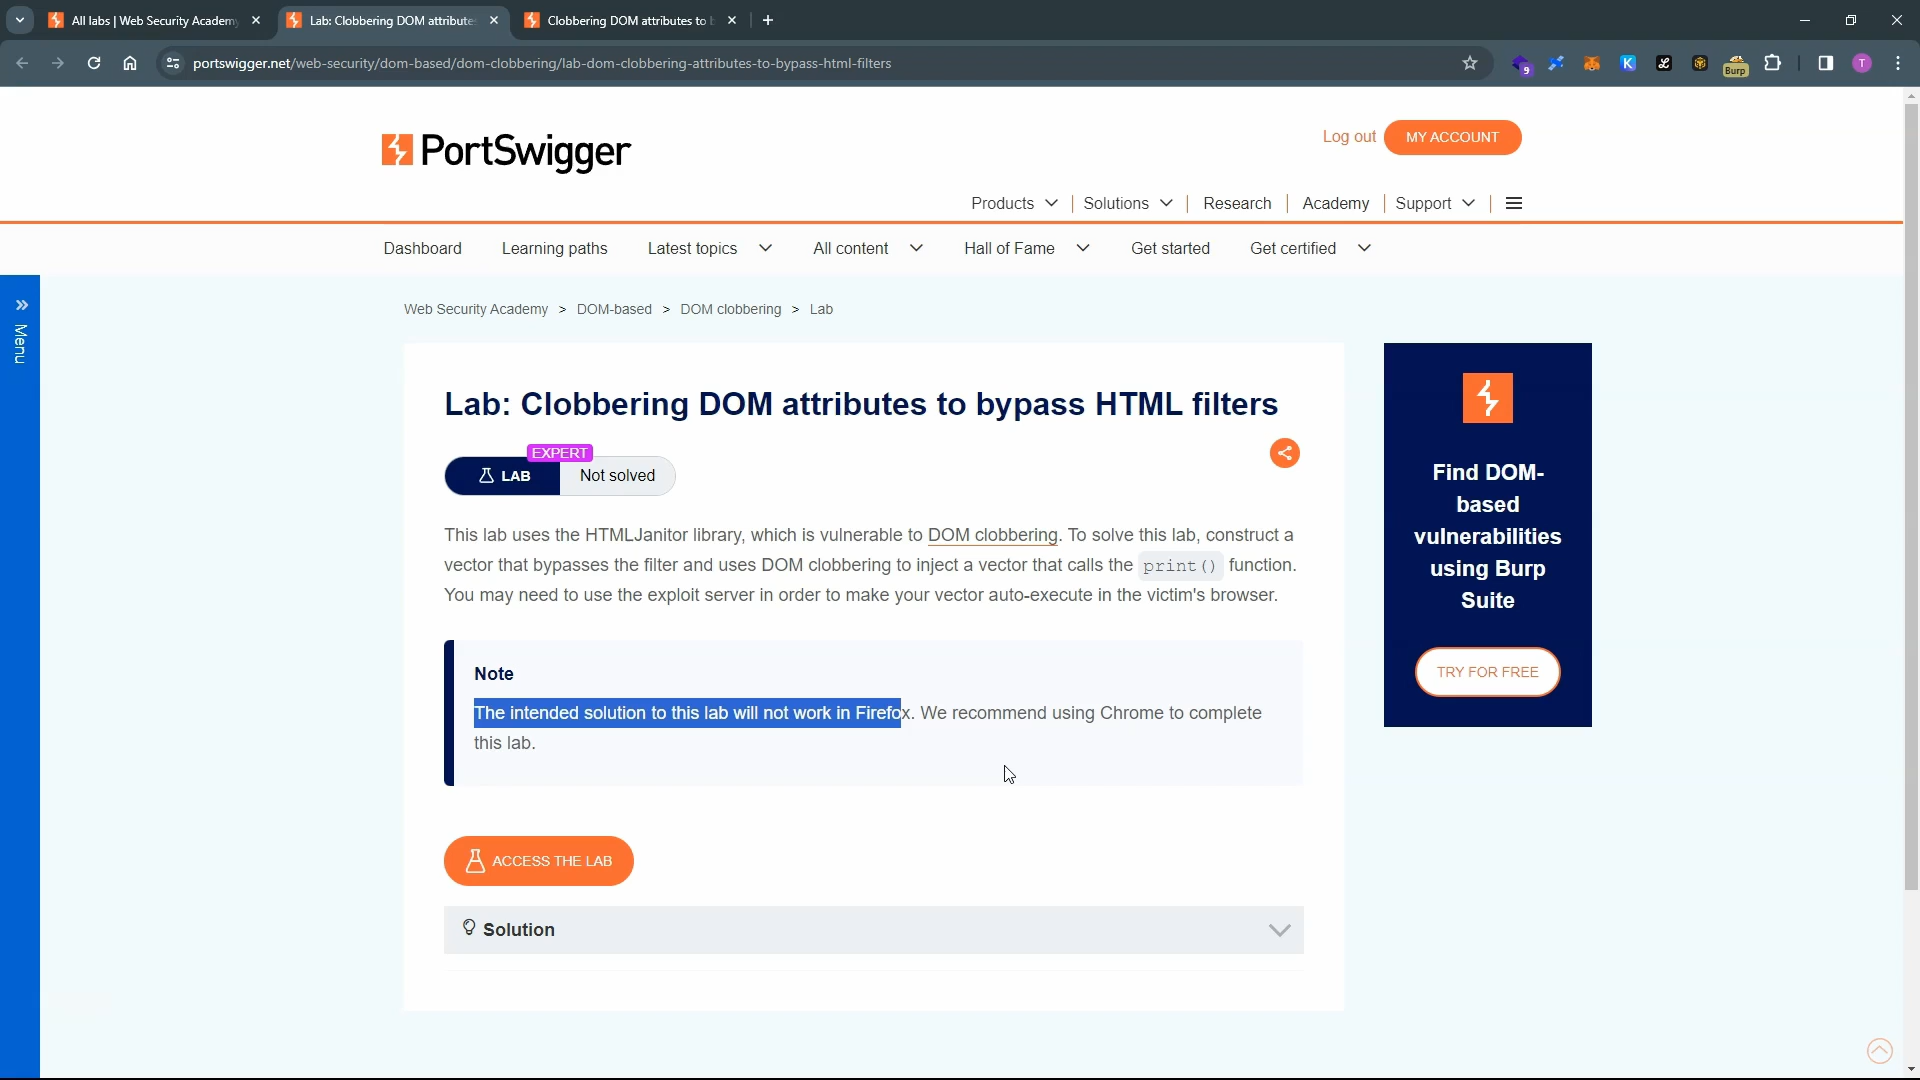 All labs | Web Security Academy
Lab: Clobbering DOM attributes
Clobbering DOM attributes to b
portswigger.net/web-security/dom-based/dom-clobbering/lab-dom-clobbering-attributes-to-bypass-html-filters
9
K
Burp
T
PortSwigger
Log out
MY ACCOUNT
Products
Solutions
Research
Academy
Support
Dashboard
Learning paths
Latest topics
All content
Hall of Fame
Get started
Get certified
Menu
Web Security Academy > DOM-based > DOM clobbering > Lab
Lab: Clobbering DOM attributes to bypass HTML filters
EXPERT
LAB
Not solved
This lab uses the HTMLJanitor library, which is vulnerable to DOM clobbering. To solve this lab, construct a
vector that bypasses the filter and uses DOM clobbering to inject a vector that calls the print() function.
You may need to use the exploit server in order to make your vector auto-execute in the victim's browser.
Note
The intended solution to this lab will not work in Firefox. We recommend using Chrome to complete
this lab.
ACCESS THE LAB
Solution
Find DOM-
based
vulnerabilities
using Burp
Suite
TRY FOR FREE